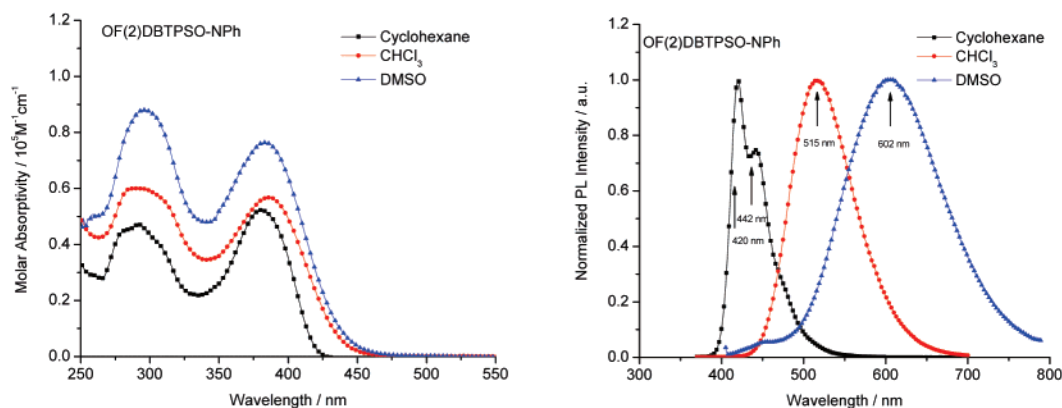 OF(2)DBTPSO-NPh
Cyclohexane
CHCl₃
DMSO
Molar Absorptivity / 10⁵M⁻¹cm⁻¹
1.2
1.0
0.8
0.6
0.4
0.2
0.0
250 300 350 400 450 500 550
Wavelength / nm
OF(2)DBTPSO-NPh
Cyclohexane
CHCl₃
DMSO
Normalized PL Intensity / a.u.
1.2
1.0
0.8
0.6
0.4
0.2
0.0
515 nm
602 nm
442 nm
420 nm
300 400 500 600 700 800
Wavelength / nm